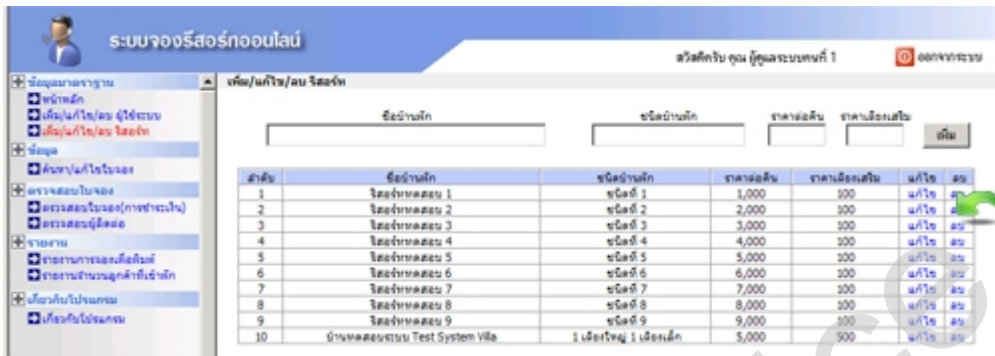 ระบบจองรีสอร์ทออนไลน์
สวัสดีครับ คุณ ผู้ดูแลระบบคนที่ 1
ออกจากระบบ
ข้อมูลมาตราฐาน
หน้าหลัก
เพิ่ม/แก้ไข/ลบ ผู้ใช้ระบบ
เพิ่ม/แก้ไข/ลบ รีสอร์ท
ข้อมูล
ค้นหา/แก้ไขใบจอง
ตรวจสอบใบจอง
ตรวจสอบใบจอง(การชำระเงิน)
ตรวจสอบผู้ติดต่อ
รายงาน
รายงานการจองเพื่อพิมพ์
รายงานจำนวนลูกค้าที่เข้าพัก
เกี่ยวกับโปรแกรม
เกี่ยวกับโปรแกรม
เพิ่ม/แก้ไข/ลบ รีสอร์ท
ชื่อบ้านพัก ชนิดบ้านพัก ราคาต่อคืน ราคาเตียงเสริม
เพิ่ม
ลำดับ ชื่อบ้านพัก ชนิดบ้านพัก ราคาต่อคืน ราคาเตียงเสริม แก้ไข ลบ
1 รีสอร์ททดสอบ 1 ชนิดที่ 1 1,000 100 แก้ไข ลบ
2 รีสอร์ททดสอบ 2 ชนิดที่ 2 2,000 100 แก้ไข
3 รีสอร์ททดสอบ 3 ชนิดที่ 3 3,000 100 แก้ไข ลบ
4 รีสอร์ททดสอบ 4 ชนิดที่ 4 4,000 100 แก้ไข ลบ
5 รีสอร์ททดสอบ 5 ชนิดที่ 5 5,000 100 แก้ไข ลบ
6 รีสอร์ททดสอบ 6 ชนิดที่ 6 6,000 100 แก้ไข ลบ
7 รีสอร์ททดสอบ 7 ชนิดที่ 7 7,000 100 แก้ไข ลบ
8 รีสอร์ททดสอบ 8 ชนิดที่ 8 8,000 100 แก้ไข ลบ
9 รีสอร์ททดสอบ 9 ชนิดที่ 9 9,000 100 แก้ไข ลบ
10 บ้านทดสอบระบบ Test System Villa 1 เตียงใหญ่ 1 เตียงเล็ก 5,000 500 แก้ไข ลบ